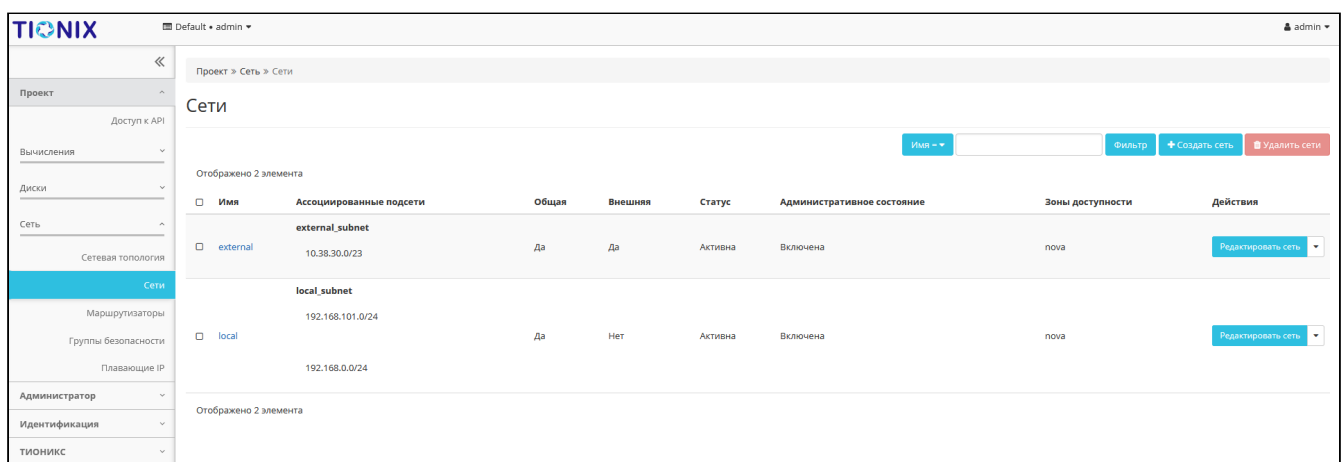 TIONIX
Default • admin
admin
Проект » Сеть » Сети
Проект
Доступ к API
Вычисления
Диски
Сеть
Сетевая топология
Сети
Маршрутизаторы
Группы безопасности
Плавающие IP
Администратор
Идентификация
ТИОНИКС
Сети
Имя = Фильтр + Создать сеть Удалить сети
Отображено 2 элемента
Имя Ассоциированные подсети Общая Внешняя Статус Административное состояние Зоны доступности Действия
external_subnet
external 10.38.30.0/23 Да Да Активна Включена nova Редактировать сеть
local_subnet
192.168.101.0/24
local Да Нет Активна Включена nova Редактировать сеть
192.168.0.0/24
Отображено 2 элемента